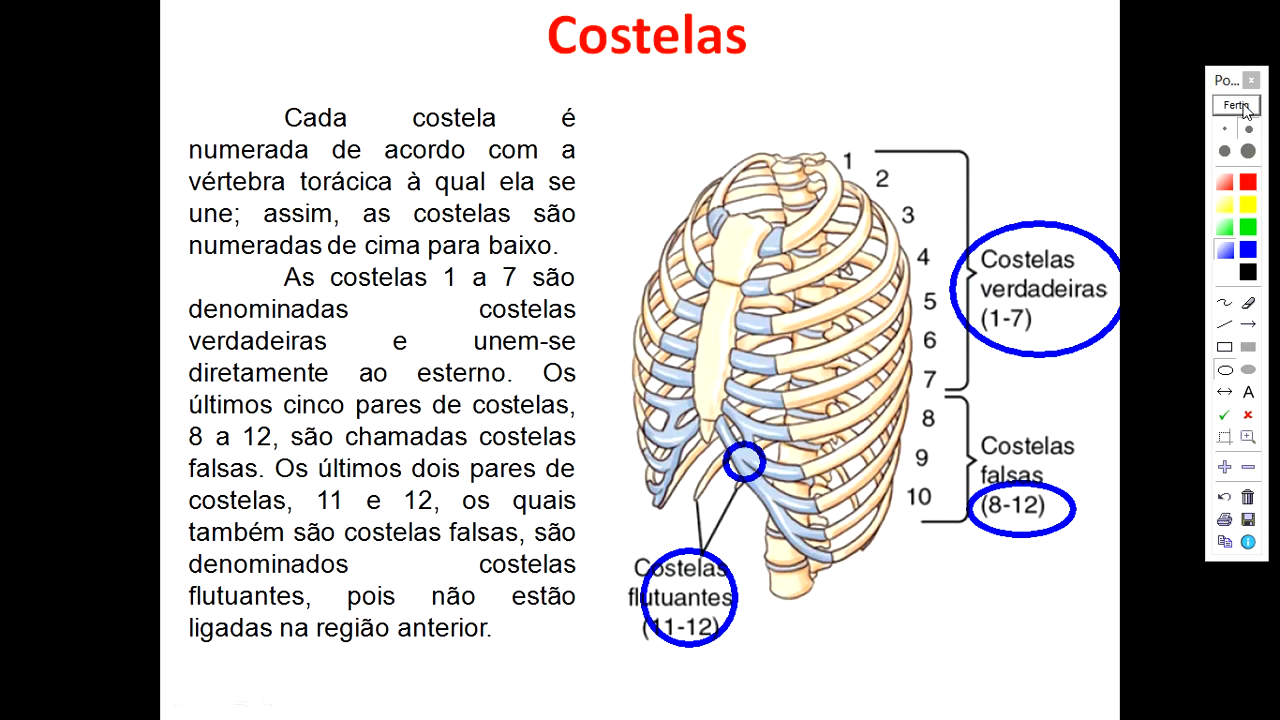 Costelas
Cada costela é
numerada de acordo com a
vértebra torácica à qual ela se
une; assim, as costelas são
numeradas de cima para baixo.
As costelas 1 a 7 são
denominadas costelas
verdadeiras e unem-se
diretamente ao esterno. Os
últimos cinco pares de costelas,
8 a 12, são chamadas costelas
falsas. Os últimos dois pares de
costelas, 11 e 12, os quais
também são costelas falsas, são
denominados costelas
flutuantes, pois não estão
ligadas na região anterior.
1
2
3
4
5
6
7
8
9
10
Costelas
verdadeiras
(1-7)
Costelas
falsas
(8-12)
Costelas
flutuantes
(11-12)
Po...
A